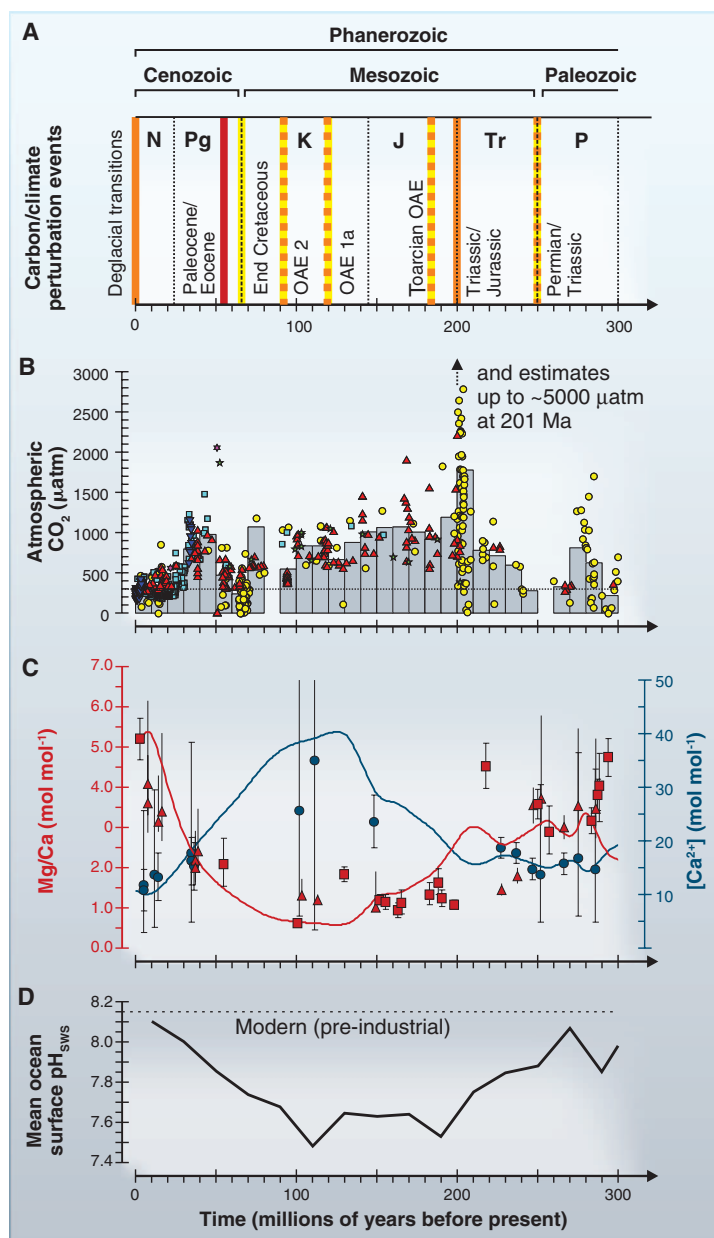 A
Phanerozoic
Cenozoic
Mesozoic
Paleozoic
Carbon/climate
perturbation events
N
Pg
K
J
Tr
P
Deglacial transitions
Paleocene/
Eocene
End Cretaceous
OAE 2
OAE 1a
Toarcian OAE
Triassic/
Jurassic
Permian/
Triassic
0
100
200
300
B
Atmospheric
CO₂ (µatm)
3000
2500
2000
1500
1000
500
0
and estimates
up to ~5000 µatm
at 201 Ma
C
Mg/Ca (mol mol⁻¹)
7.0
6.0
5.0
4.0
0
2.0
1.0
0.0
50
40
30
20
10
0
[Ca²⁺] (mol mol⁻¹)
D
Mean ocean
surface pH_SWS
8.2
8.0
7.8
7.6
7.4
Modern (pre-industrial)
0
100
200
300
Time (millions of years before present)